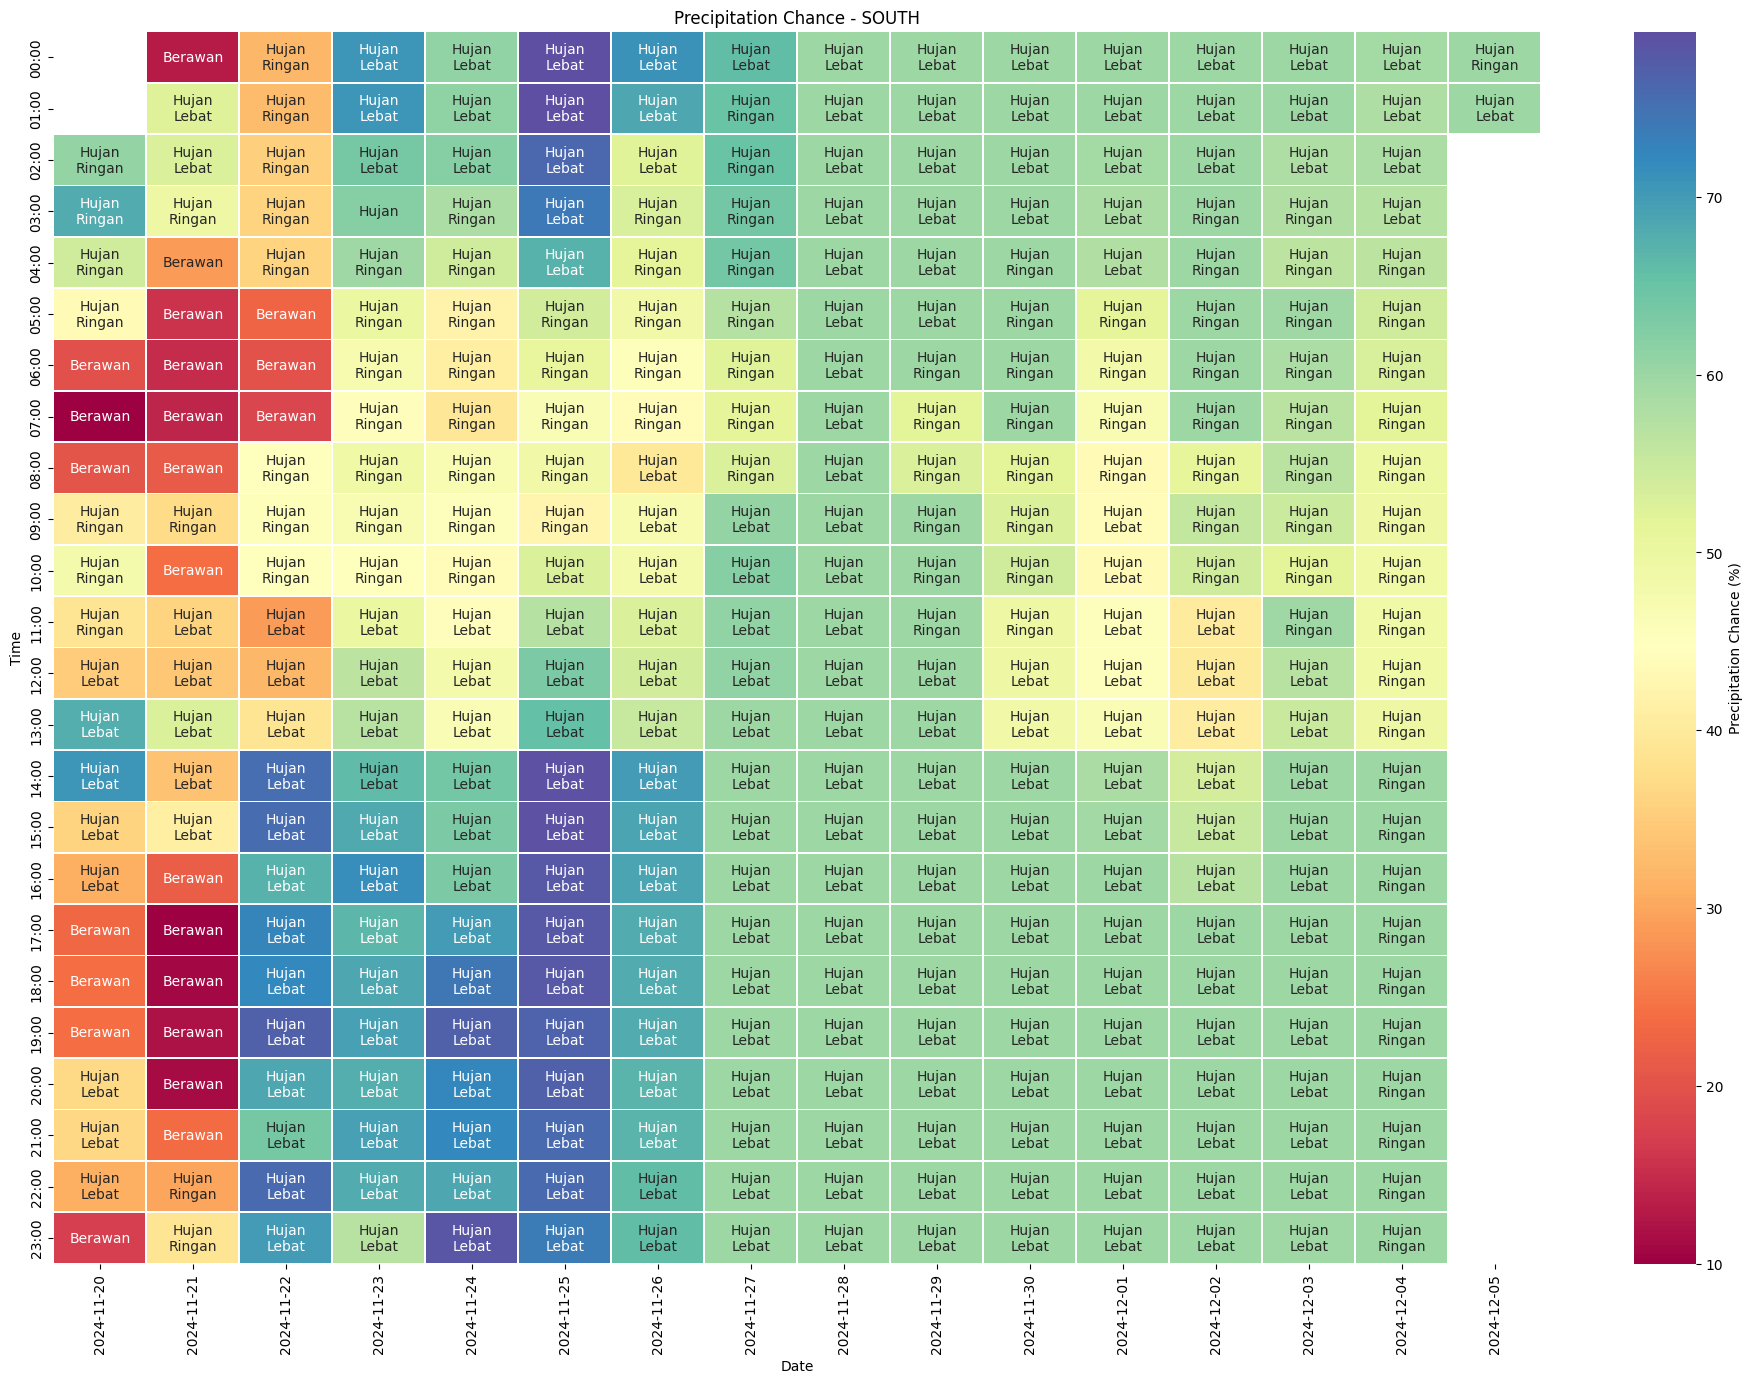 Precipitation Chance - SOUTH
00:00 Berawan Hujan Ringan Hujan Lebat Hujan Lebat Hujan Lebat Hujan Lebat Hujan Lebat Hujan Lebat Hujan Lebat Hujan Lebat Hujan Lebat Hujan Lebat Hujan Lebat Hujan Lebat Hujan Ringan
01:00 Hujan Lebat Hujan Ringan Hujan Lebat Hujan Lebat Hujan Lebat Hujan Lebat Hujan Ringan Hujan Lebat Hujan Lebat Hujan Lebat Hujan Lebat Hujan Lebat Hujan Lebat Hujan Lebat Hujan Lebat
02:00 Hujan Ringan Hujan Lebat Hujan Ringan Hujan Lebat Hujan Lebat Hujan Lebat Hujan Lebat Hujan Ringan Hujan Lebat Hujan Lebat Hujan Lebat Hujan Lebat Hujan Lebat Hujan Lebat Hujan Lebat
03:00 Hujan Ringan Hujan Ringan Hujan Ringan Hujan Hujan Ringan Hujan Lebat Hujan Ringan Hujan Ringan Hujan Lebat Hujan Lebat Hujan Lebat Hujan Lebat Hujan Ringan Hujan Ringan Hujan Lebat
04:00 Hujan Ringan Berawan Hujan Ringan Hujan Ringan Hujan Ringan Hujan Lebat Hujan Ringan Hujan Ringan Hujan Lebat Hujan Lebat Hujan Ringan Hujan Lebat Hujan Ringan Hujan Ringan Hujan Ringan
05:00 Hujan Ringan Berawan Berawan Hujan Ringan Hujan Ringan Hujan Ringan Hujan Ringan Hujan Ringan Hujan Lebat Hujan Lebat Hujan Ringan Hujan Ringan Hujan Ringan Hujan Ringan Hujan Ringan
06:00 Berawan Berawan Berawan Hujan Ringan Hujan Ringan Hujan Ringan Hujan Ringan Hujan Ringan Hujan Lebat Hujan Ringan Hujan Ringan Hujan Ringan Hujan Ringan Hujan Ringan Hujan Ringan
07:00 Berawan Berawan Berawan Hujan Ringan Hujan Ringan Hujan Ringan Hujan Ringan Hujan Ringan Hujan Lebat Hujan Ringan Hujan Ringan Hujan Ringan Hujan Ringan Hujan Ringan Hujan Ringan
08:00 Berawan Berawan Hujan Ringan Hujan Ringan Hujan Ringan Hujan Ringan Hujan Lebat Hujan Ringan Hujan Lebat Hujan Ringan Hujan Ringan Hujan Ringan Hujan Ringan Hujan Ringan Hujan Ringan
09:00 Hujan Ringan Hujan Ringan Hujan Ringan Hujan Ringan Hujan Ringan Hujan Ringan Hujan Lebat Hujan Lebat Hujan Lebat Hujan Ringan Hujan Ringan Hujan Lebat Hujan Ringan Hujan Ringan Hujan Ringan
10:00 Hujan Ringan Berawan Hujan Ringan Hujan Ringan Hujan Ringan Hujan Lebat Hujan Lebat Hujan Lebat Hujan Lebat Hujan Ringan Hujan Ringan Hujan Lebat Hujan Ringan Hujan Ringan Hujan Ringan
11:00 Hujan Ringan Hujan Lebat Hujan Lebat Hujan Lebat Hujan Lebat Hujan Lebat Hujan Lebat Hujan Lebat Hujan Lebat Hujan Ringan Hujan Ringan Hujan Lebat Hujan Lebat Hujan Ringan Hujan Ringan
12:00 Hujan Lebat Hujan Lebat Hujan Lebat Hujan Lebat Hujan Lebat Hujan Lebat Hujan Lebat Hujan Lebat Hujan Lebat Hujan Lebat Hujan Lebat Hujan Lebat Hujan Lebat Hujan Lebat Hujan Ringan
13:00 Hujan Lebat Hujan Lebat Hujan Lebat Hujan Lebat Hujan Lebat Hujan Lebat Hujan Lebat Hujan Lebat Hujan Lebat Hujan Lebat Hujan Lebat Hujan Lebat Hujan Lebat Hujan Lebat Hujan Ringan
14:00 Hujan Lebat Hujan Lebat Hujan Lebat Hujan Lebat Hujan Lebat Hujan Lebat Hujan Lebat Hujan Lebat Hujan Lebat Hujan Lebat Hujan Lebat Hujan Lebat Hujan Lebat Hujan Lebat Hujan Ringan
15:00 Hujan Lebat Hujan Lebat Hujan Lebat Hujan Lebat Hujan Lebat Hujan Lebat Hujan Lebat Hujan Lebat Hujan Lebat Hujan Lebat Hujan Lebat Hujan Lebat Hujan Lebat Hujan Lebat Hujan Ringan
16:00 Hujan Lebat Berawan Hujan Lebat Hujan Lebat Hujan Lebat Hujan Lebat Hujan Lebat Hujan Lebat Hujan Lebat Hujan Lebat Hujan Lebat Hujan Lebat Hujan Lebat Hujan Lebat Hujan Ringan
17:00 Berawan Berawan Hujan Lebat Hujan Lebat Hujan Lebat Hujan Lebat Hujan Lebat Hujan Lebat Hujan Lebat Hujan Lebat Hujan Lebat Hujan Lebat Hujan Lebat Hujan Lebat Hujan Ringan
18:00 Berawan Berawan Hujan Lebat Hujan Lebat Hujan Lebat Hujan Lebat Hujan Lebat Hujan Lebat Hujan Lebat Hujan Lebat Hujan Lebat Hujan Lebat Hujan Lebat Hujan Lebat Hujan Ringan
19:00 Berawan Berawan Hujan Lebat Hujan Lebat Hujan Lebat Hujan Lebat Hujan Lebat Hujan Lebat Hujan Lebat Hujan Lebat Hujan Lebat Hujan Lebat Hujan Lebat Hujan Lebat Hujan Ringan
20:00 Hujan Lebat Berawan Hujan Lebat Hujan Lebat Hujan Lebat Hujan Lebat Hujan Lebat Hujan Lebat Hujan Lebat Hujan Lebat Hujan Lebat Hujan Lebat Hujan Lebat Hujan Lebat Hujan Ringan
21:00 Hujan Lebat Berawan Hujan Lebat Hujan Lebat Hujan Lebat Hujan Lebat Hujan Lebat Hujan Lebat Hujan Lebat Hujan Lebat Hujan Lebat Hujan Lebat Hujan Lebat Hujan Lebat Hujan Ringan
22:00 Hujan Lebat Hujan Ringan Hujan Lebat Hujan Lebat Hujan Lebat Hujan Lebat Hujan Lebat Hujan Lebat Hujan Lebat Hujan Lebat Hujan Lebat Hujan Lebat Hujan Lebat Hujan Lebat Hujan Ringan
23:00 Berawan Hujan Ringan Hujan Lebat Hujan Lebat Hujan Lebat Hujan Lebat Hujan Lebat Hujan Lebat Hujan Lebat Hujan Lebat Hujan Lebat Hujan Lebat Hujan Lebat Hujan Lebat Hujan Ringan
Time
2024-11-20 2024-11-21 2024-11-22 2024-11-23 2024-11-24 2024-11-25 2024-11-26 2024-11-27 2024-11-28 2024-11-29 2024-11-30 2024-12-01 2024-12-02 2024-12-03 2024-12-04 2024-12-05
Date
70
60
50
40
30
20
10
Precipitation Chance (%)